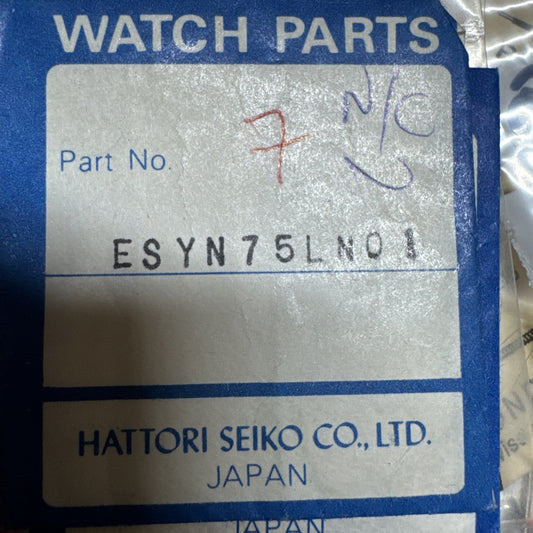 WATCH PARTS
N/C
7
Part No.
ESYN75LN01
HATTORI SEIKO CO., LTD.
JAPAN
JAPAN